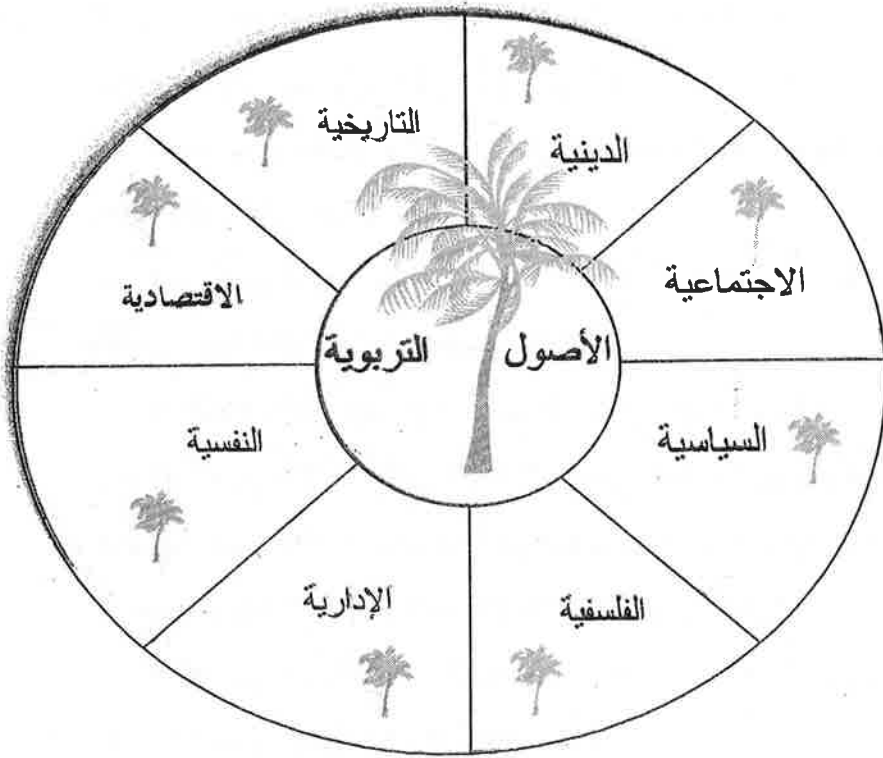 الأصول التربوية
الدينية
الاجتماعية
السياسية
الفلسفية
الإدارية
النفسية
الاقتصادية
التاريخية